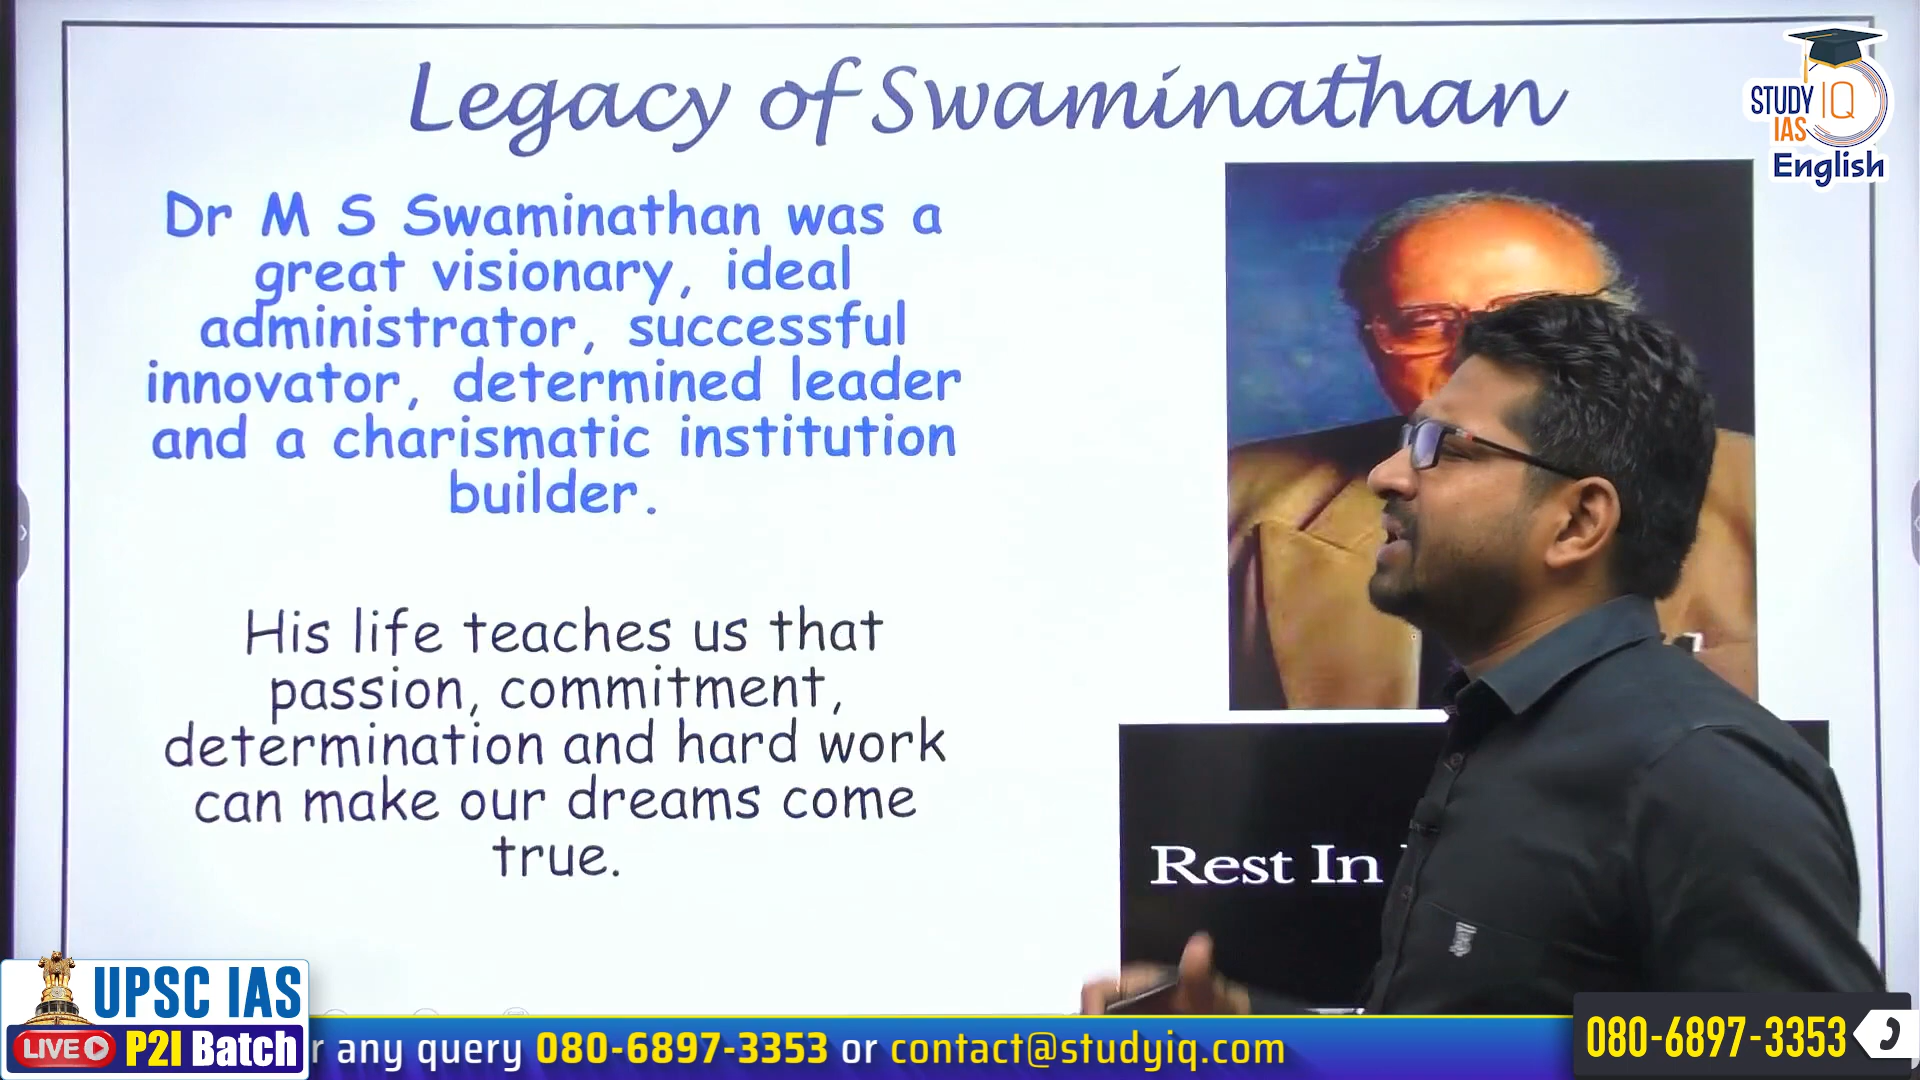 Legacy of Swaminathan
STUDY IQ
IAS
English
Dr M S Swaminathan was a
great visionary, ideal
administrator, successful
innovator, determined leader
and a charismatic institution
builder.
His life teaches us that
passion, commitment,
determination and hard work
can make our dreams come
true.
Rest In
UPSC IAS
LIVE P2I Batch
r any query 080-6897-3353 or contact@studyiq.com
080-6897-3353